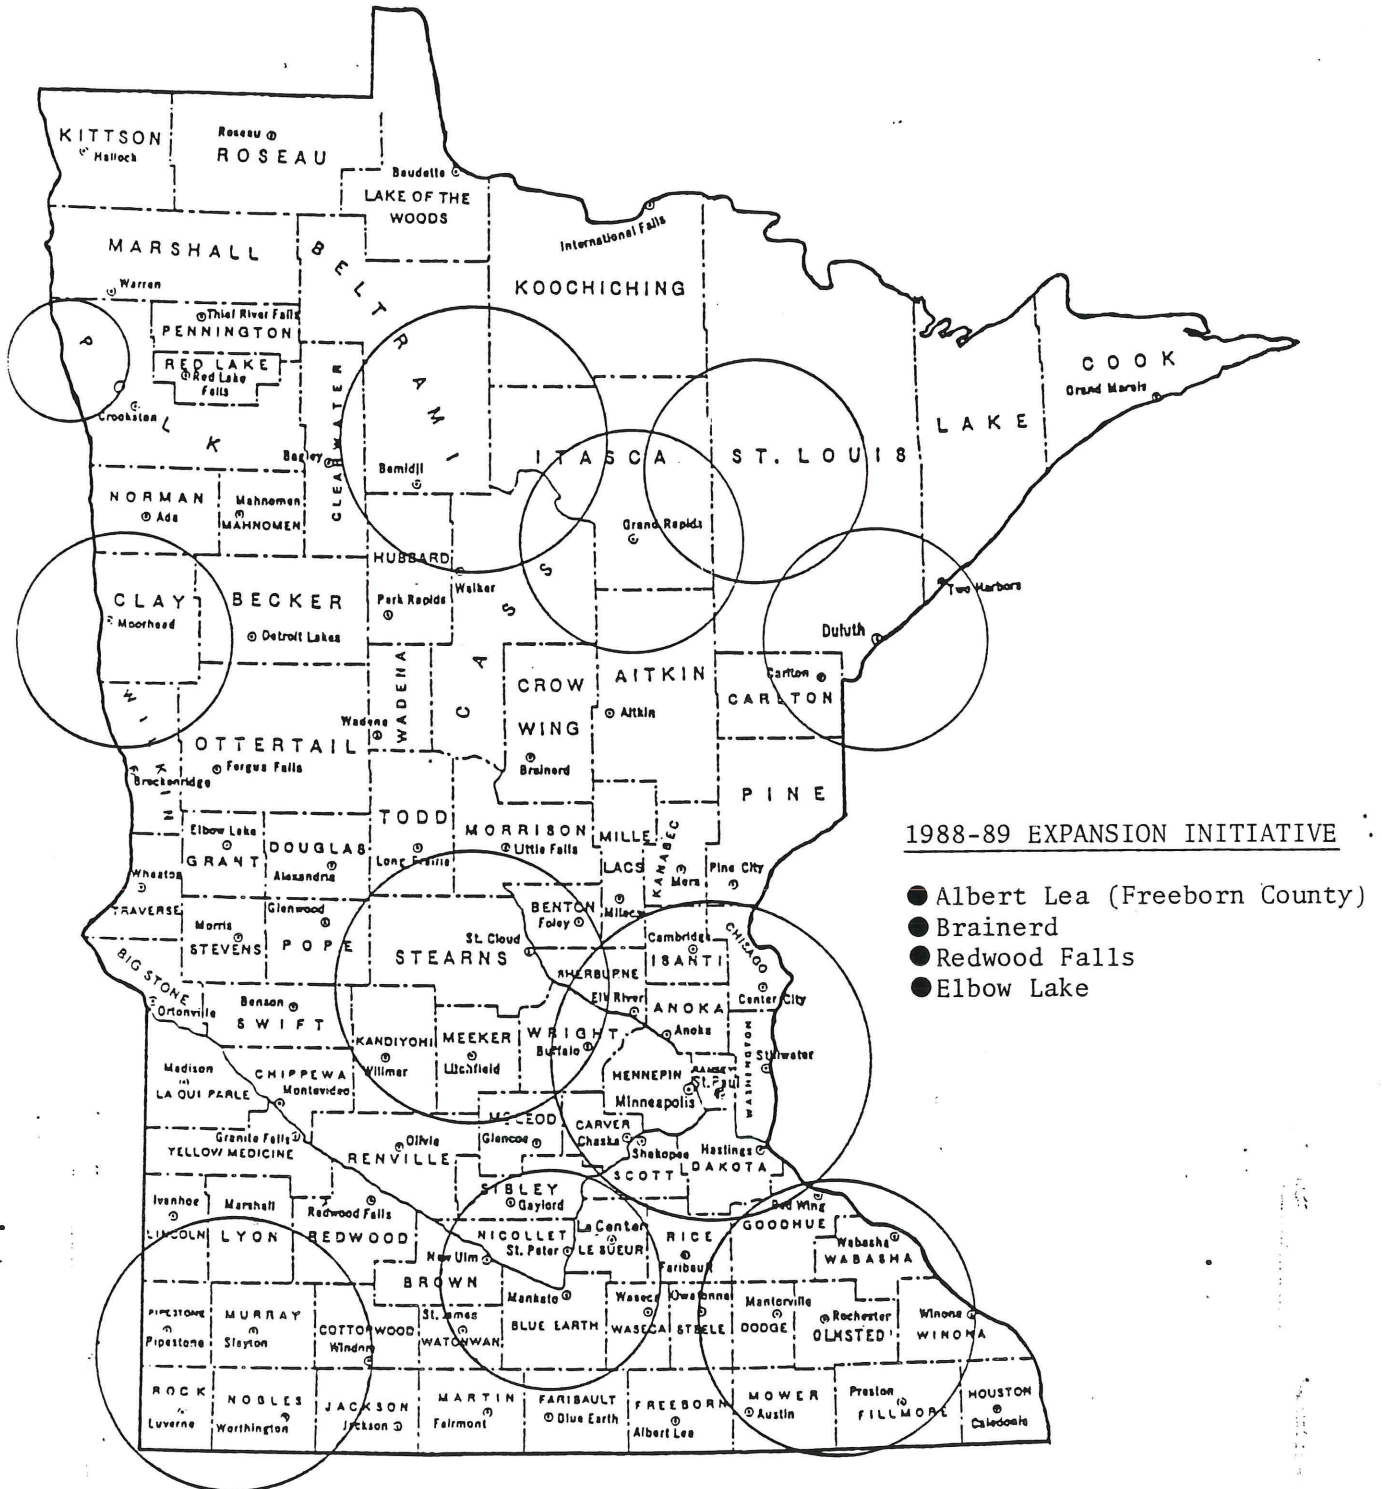 KITTSON
Hallock
Roseau
ROSEAU
Baudette
LAKE OF THE
WOODS
International Falls
MARSHALL
Warren
BELTRAMI
KOOCHICHING
Thief River Falls
PENNINGTON
RED LAKE
Red Lake
Falls
POLK
Crookston
CLEARWATER
Bagley
Bemidji
ITASCA
Grand Rapids
ST. LOUIS
LAKE
COOK
Grand Marais
Two Harbors
Duluth
NORMAN
Ada
Mahnomen
MAHNOMEN
HUBBARD
Park Rapids
Walker
CASS
CLAY
Moorhead
BECKER
Detroit Lakes
WADENA
Wadena
CROW
WING
Brainerd
AITKIN
Aitkin
Carlton
CARLTON
WILKIN
Breckenridge
OTTERTAIL
Fergus Falls
PINE
Pine City
TODD
Long Prairie
MORRISON
Little Falls
MILLE
LACS
Milaca
KANABEC
Mora
Elbow Lake
GRANT
DOUGLAS
Alexandria
Wheaton
TRAVERSE
Morris
STEVENS
Glenwood
POPE
STEARNS
St. Cloud
BENTON
Foley
SHERBURNE
Elk River
Cambridge
ISANTI
CHISAGO
Center City
ANOKA
Anoka
BIG STONE
Ortonville
Benson
SWIFT
KANDIYOHI
Willmar
MEEKER
Litchfield
WRIGHT
Buffalo
HENNEPIN
Minneapolis
RAMSEY
St. Paul
WASHINGTON
Stillwater
Madison
LA QUI PARLE
CHIPPEWA
Montevideo
MCLEOD
Glencoe
CARVER
Chaska
Shakopee
SCOTT
Hastings
DAKOTA
Granite Falls
YELLOW MEDICINE
Olivia
RENVILLE
SIBLEY
Gaylord
Ivanhoe
LINCOLN
Marshall
LYON
Redwood Falls
REDWOOD
New Ulm
BROWN
NICOLLET
St. Peter
Le Center
LE SUEUR
RICE
Faribault
Red Wing
GOODHUE
Wabasha
WABASHA
PIPESTONE
Pipestone
MURRAY
Slayton
COTTONWOOD
Windom
St. James
WATONWAN
Mankato
BLUE EARTH
Waseca
WASECA
Owatonna
STEELE
Mantorville
DODGE
Rochester
OLMSTED
Winona
WINONA
ROCK
Luverne
NOBLES
Worthington
JACKSON
Jackson
MARTIN
Fairmont
FARIBAULT
Blue Earth
FREEBORN
Albert Lea
MOWER
Austin
Preston
FILLMORE
HOUSTON
Caledonia
1988-89 EXPANSION INITIATIVE
● Albert Lea (Freeborn County)
● Brainerd
● Redwood Falls
● Elbow Lake